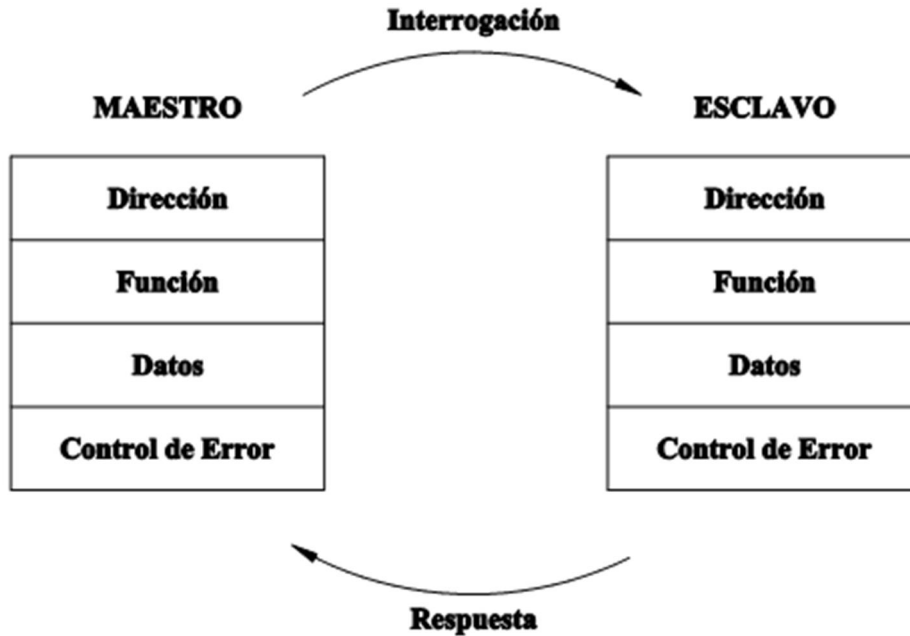 Interrogación
MAESTRO
ESCLAVO
Dirección
Dirección
Función
Función
Datos
Datos
Control de Error
Control de Error
Respuesta